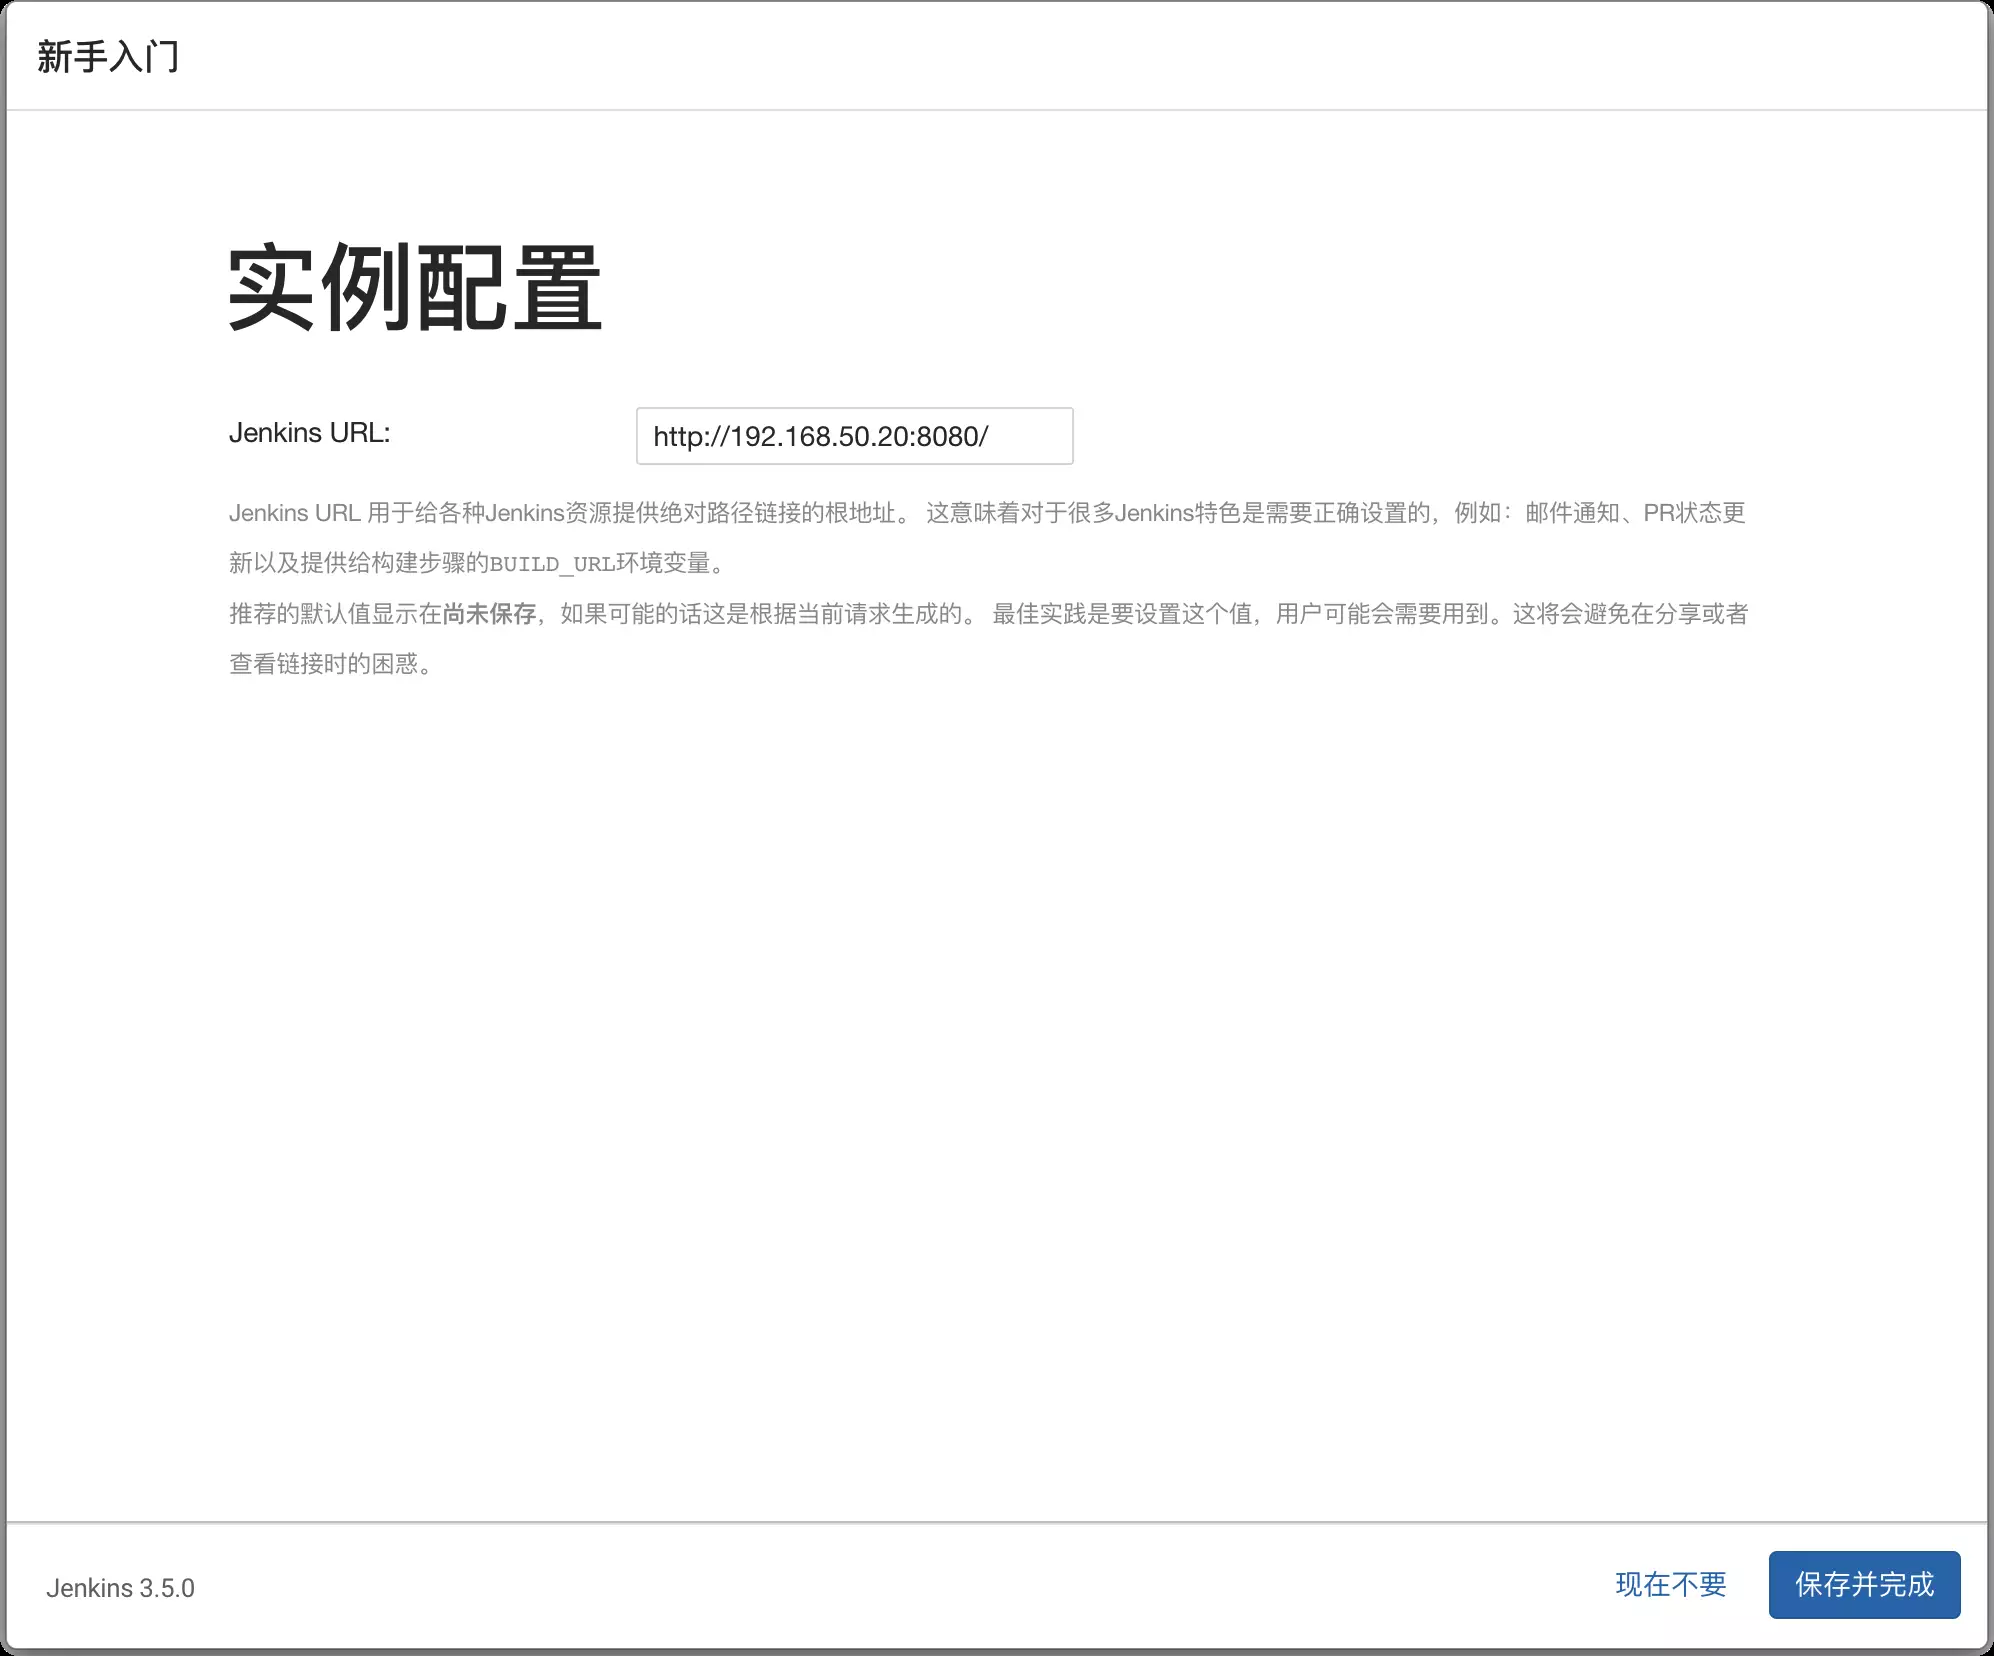 新手入门
实例配置
Jenkins URL: http://192.168.50.20:8080/
Jenkins URL 用于给各种Jenkins资源提供绝对路径链接的根地址。 这意味着对于很多Jenkins特色是需要正确设置的，例如：邮件通知、PR状态更
新以及提供给构建步骤的BUILD_URL环境变量。
推荐的默认值显示在尚未保存，如果可能的话这是根据当前请求生成的。 最佳实践是要设置这个值，用户可能会需要用到。这将会避免在分享或者
查看链接时的困惑。
Jenkins 3.5.0 现在不要 保存并完成